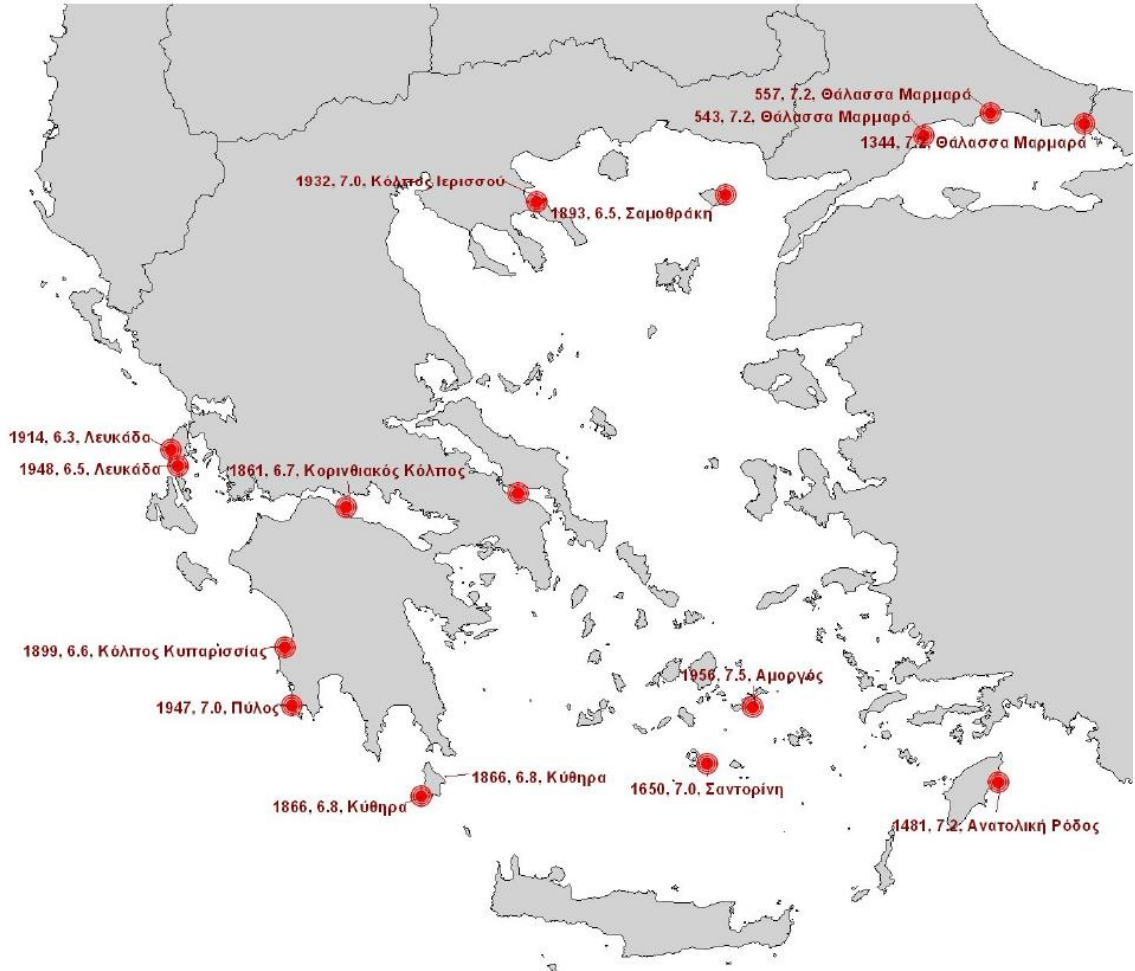 557, 7.2, Θάλασσα Μαρμαρά
543, 7.2, Θάλασσα Μαρμαρά
1344, 7.2, Θάλασσα Μαρμαρά
1932, 7.0, Κόλπος Ιερισσού
1893, 6.5, Σαμοθράκη
1914, 6.3, Λευκάδα
1948, 6.5, Λευκάδα
1861, 6.7, Κορινθιακός Κόλπος
1899, 6.6, Κόλπος Κυπαρισσίας
1956, 7.5, Αμοργός
1947, 7.0, Πύλος
1866, 6.8, Κύθηρα
1866, 6.8, Κύθηρα
1650, 7.0, Σαντορίνη
1481, 7.2, Ανατολική Ρόδος